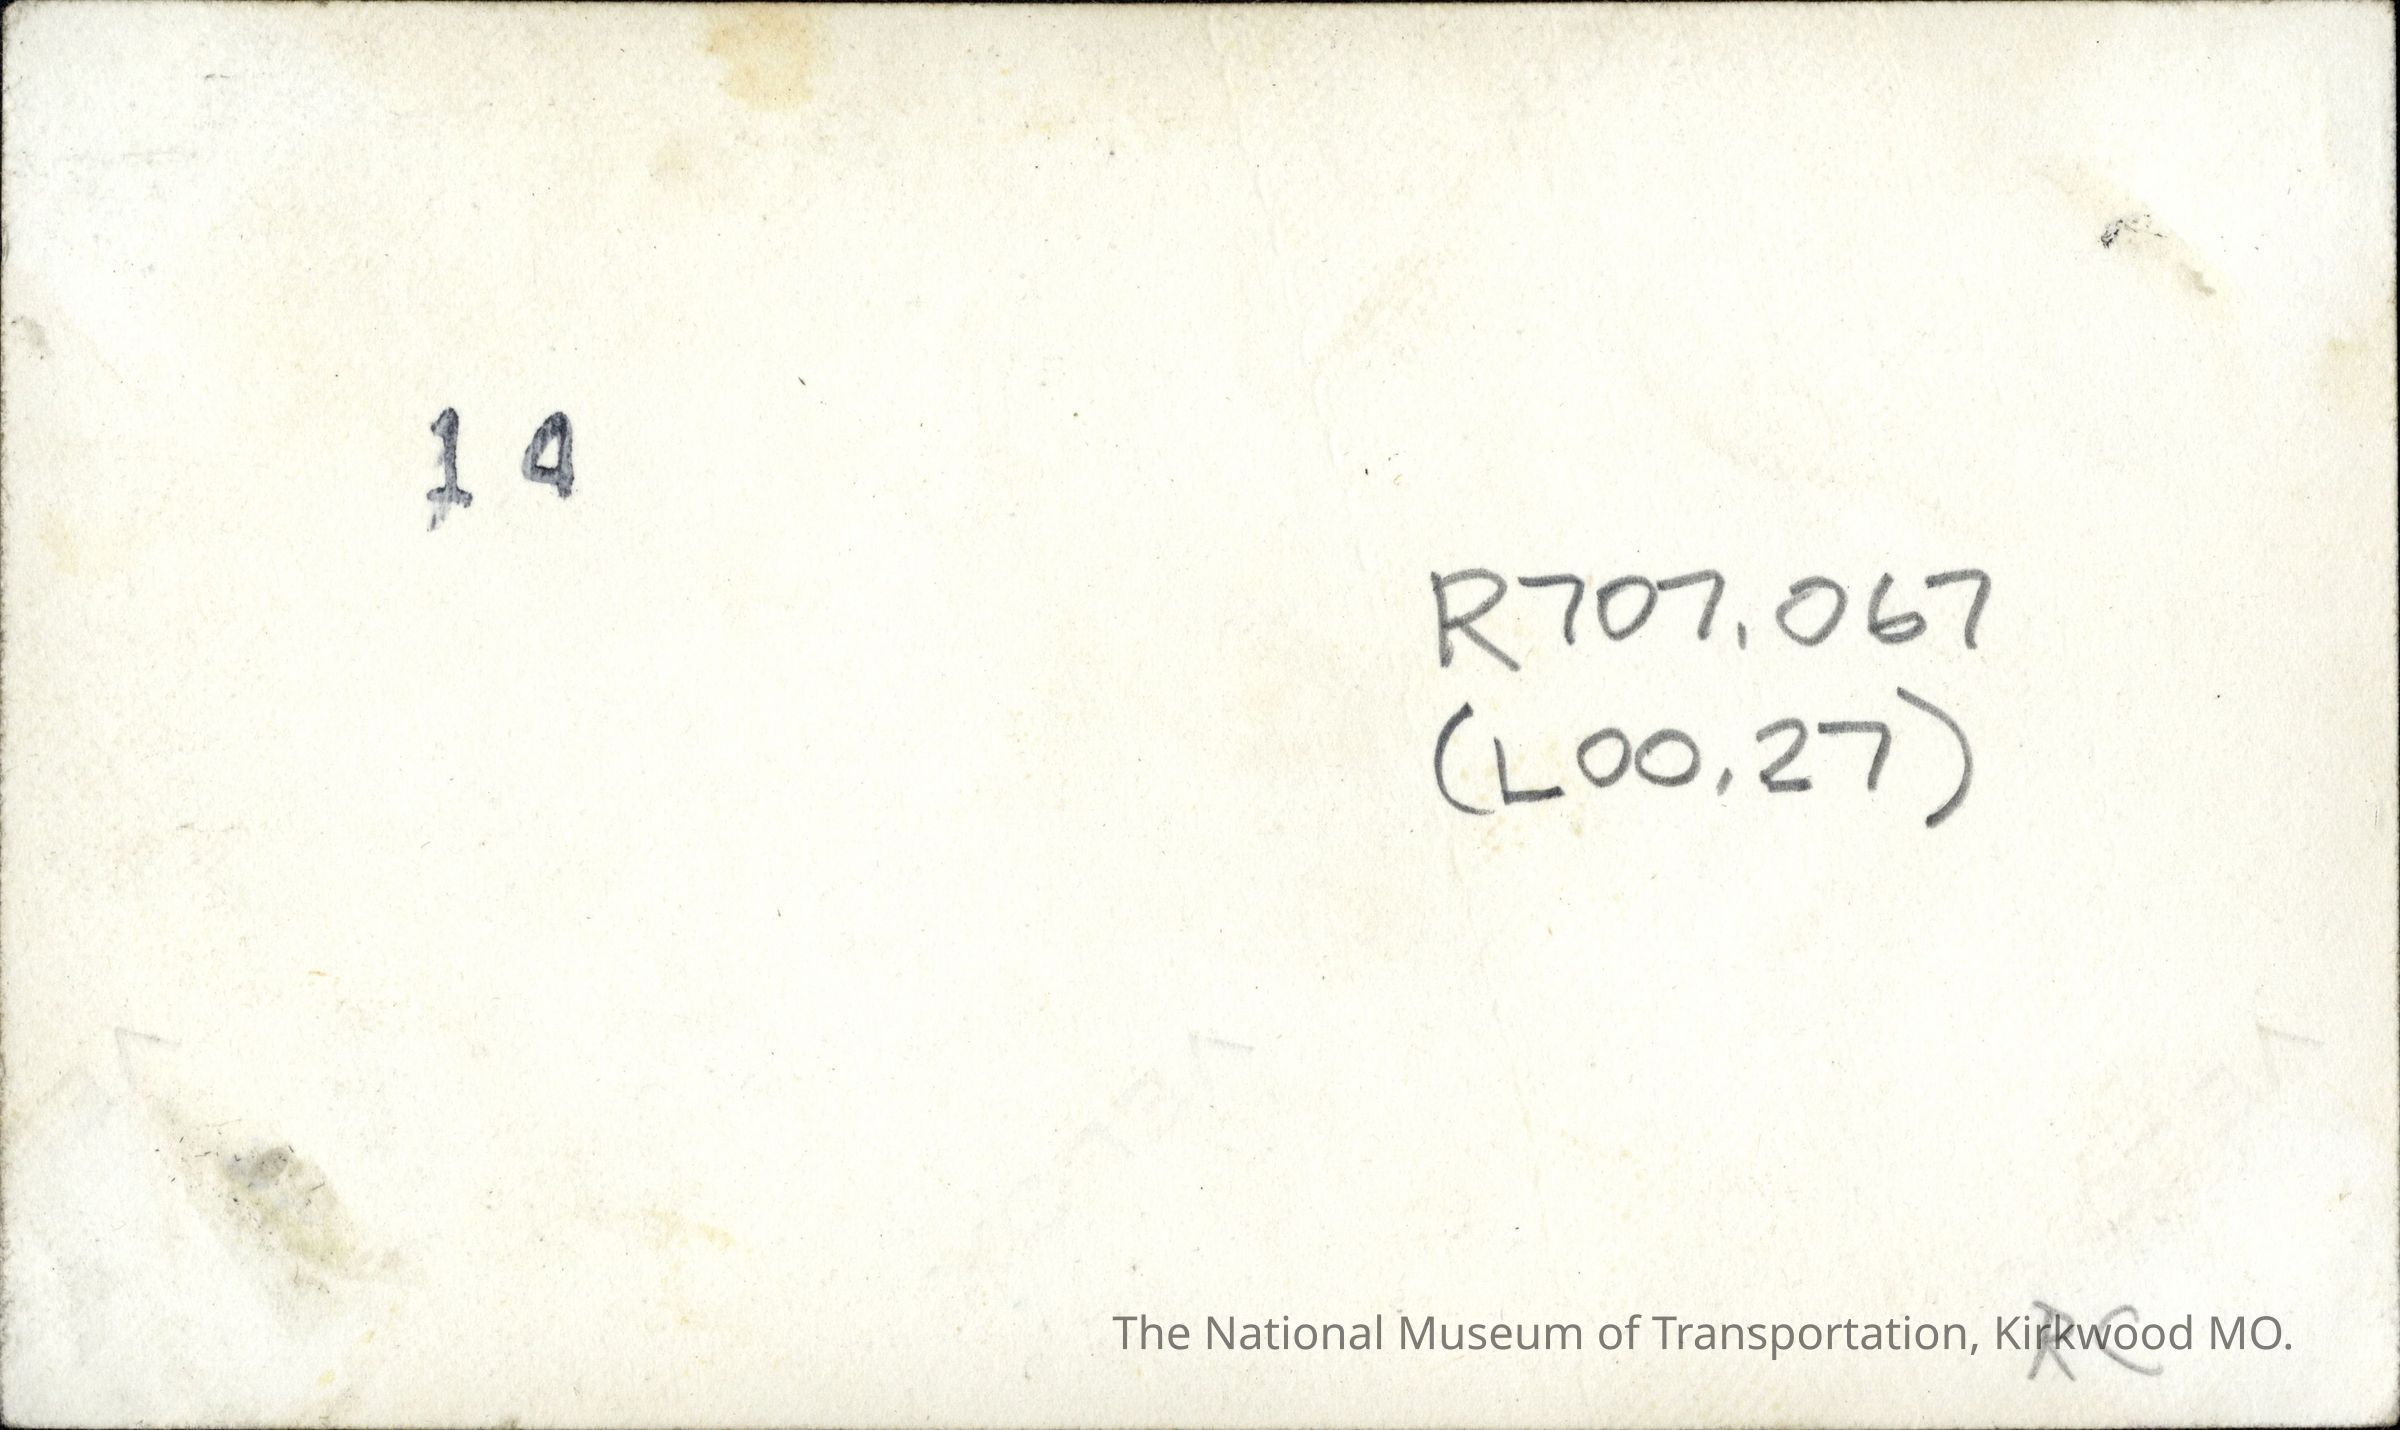 14
R707.067
(L00.27)
RC
The National Museum of Transportation, Kirkwood MO.